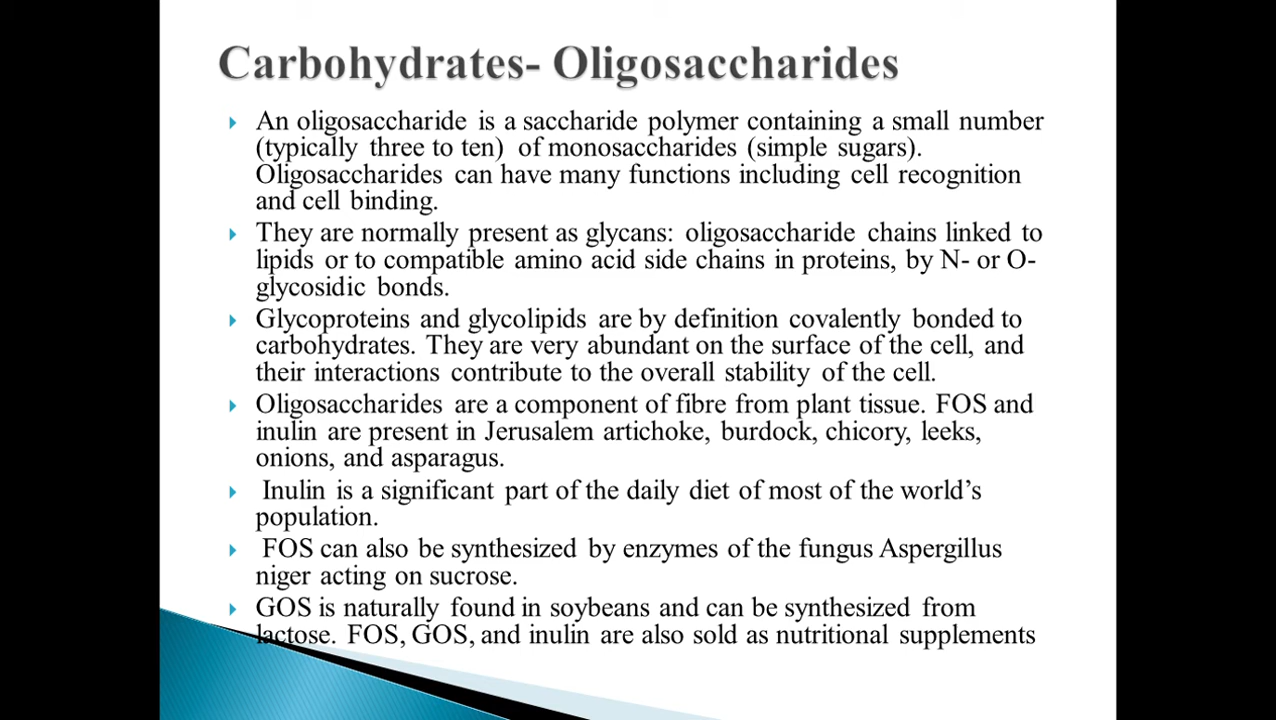 Carbohydrates- Oligosaccharides
An oligosaccharide is a saccharide polymer containing a small number
(typically three to ten) of monosaccharides (simple sugars).
Oligosaccharides can have many functions including cell recognition
and cell binding.
They are normally present as glycans: oligosaccharide chains linked to
lipids or to compatible amino acid side chains in proteins, by N- or O-
glycosidic bonds.
Glycoproteins and glycolipids are by definition covalently bonded to
carbohydrates. They are very abundant on the surface of the cell, and
their interactions contribute to the overall stability of the cell.
Oligosaccharides are a component of fibre from plant tissue. FOS and
inulin are present in Jerusalem artichoke, burdock, chicory, leeks,
onions, and asparagus.
Inulin is a significant part of the daily diet of most of the world’s
population.
FOS can also be synthesized by enzymes of the fungus Aspergillus
niger acting on sucrose.
GOS is naturally found in soybeans and can be synthesized from
lactose. FOS, GOS, and inulin are also sold as nutritional supplements